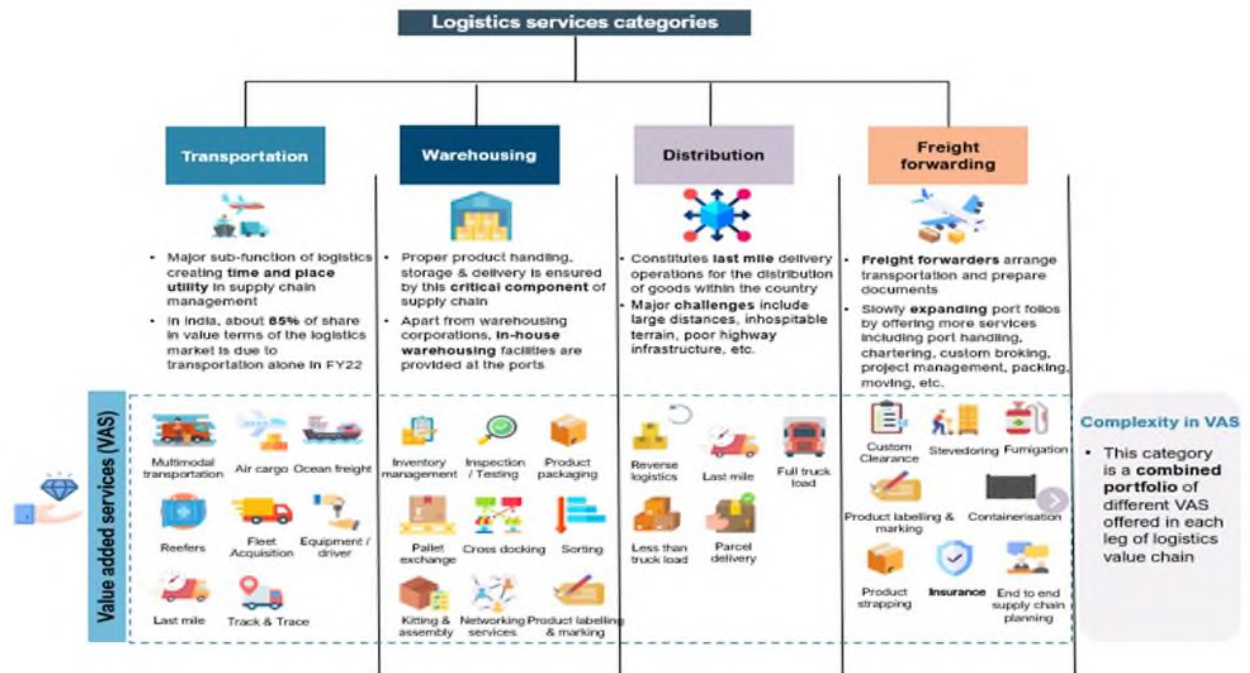 Logistics services categories
Transportation
Warehousing
Distribution
Freight
forwarding
• Major sub-function of logistics
creating time and place
utility in supply chain
management
• In India, about 85% of share
in value terms of the logistics
market is due to
transportation alone in FY22
• Proper product handling,
storage & delivery is ensured
by this critical component of
supply chain
• Apart from warehousing
corporations, in-house
warehousing facilities are
provided at the ports
• Constitutes last mile delivery
operations for the distribution
of goods within the country
• Major challenges include
large distances, inhospitable
terrain, poor highway
infrastructure, etc.
• Freight forwarders arrange
transportation and prepare
documents
• Slowly expanding port folios
by offering more services
including port handling,
chartering, custom broking,
project management, packing,
moving, etc.
Value added services (VAS)
Multimodal
transportation
Air cargo
Ocean freight
Reefers
Fleet
Acquisition
Equipment /
driver
Last mile
Track & Trace
Inventory
management
Inspection
/ Testing
Product
packaging
Pallet
exchange
Cross docking
Sorting
Kitting &
assembly
Networking
services
Product labelling
& marking
Reverse
logistics
Last mile
Full truck
load
Less than
truck load
Parcel
delivery
Custom
Clearance
Stevedoring
Fumigation
Product labelling &
marking
Containerisation
Product
strapping
Insurance
End to end
supply chain
planning
Complexity in VAS
• This category
is a combined
portfolio of
different VAS
offered in each
leg of logistics
value chain